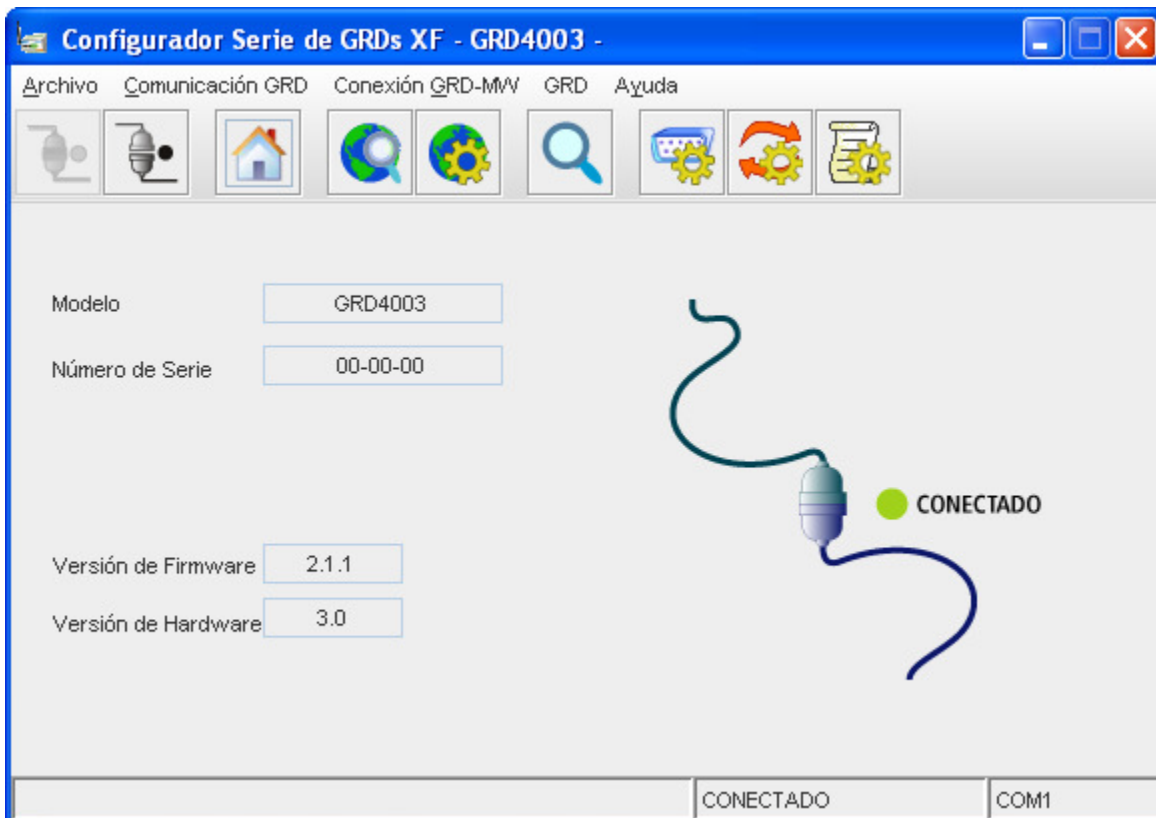 Configurador Serie de GRDs XF - GRD4003 -
Archivo Comunicación GRD Conexión GRD-MW GRD Ayuda
Modelo GRD4003
Número de Serie 00-00-00
CONECTADO
Versión de Firmware 2.1.1
Versión de Hardware 3.0
CONECTADO COM1